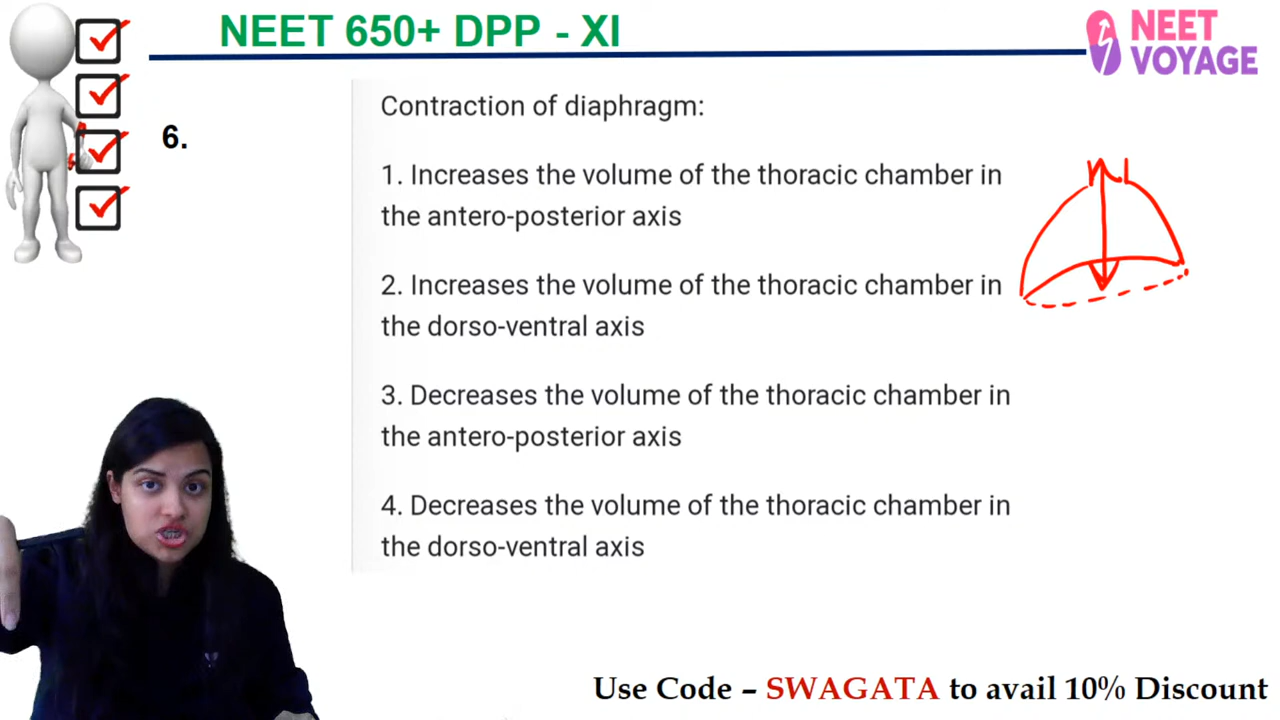 NEET 650+ DPP - XI
NEET
VOYAGE
6.
Contraction of diaphragm:
1. Increases the volume of the thoracic chamber in
the antero-posterior axis
2. Increases the volume of the thoracic chamber in
the dorso-ventral axis
3. Decreases the volume of the thoracic chamber in
the antero-posterior axis
4. Decreases the volume of the thoracic chamber in
the dorso-ventral axis
Use Code – SWAGATA to avail 10% Discount